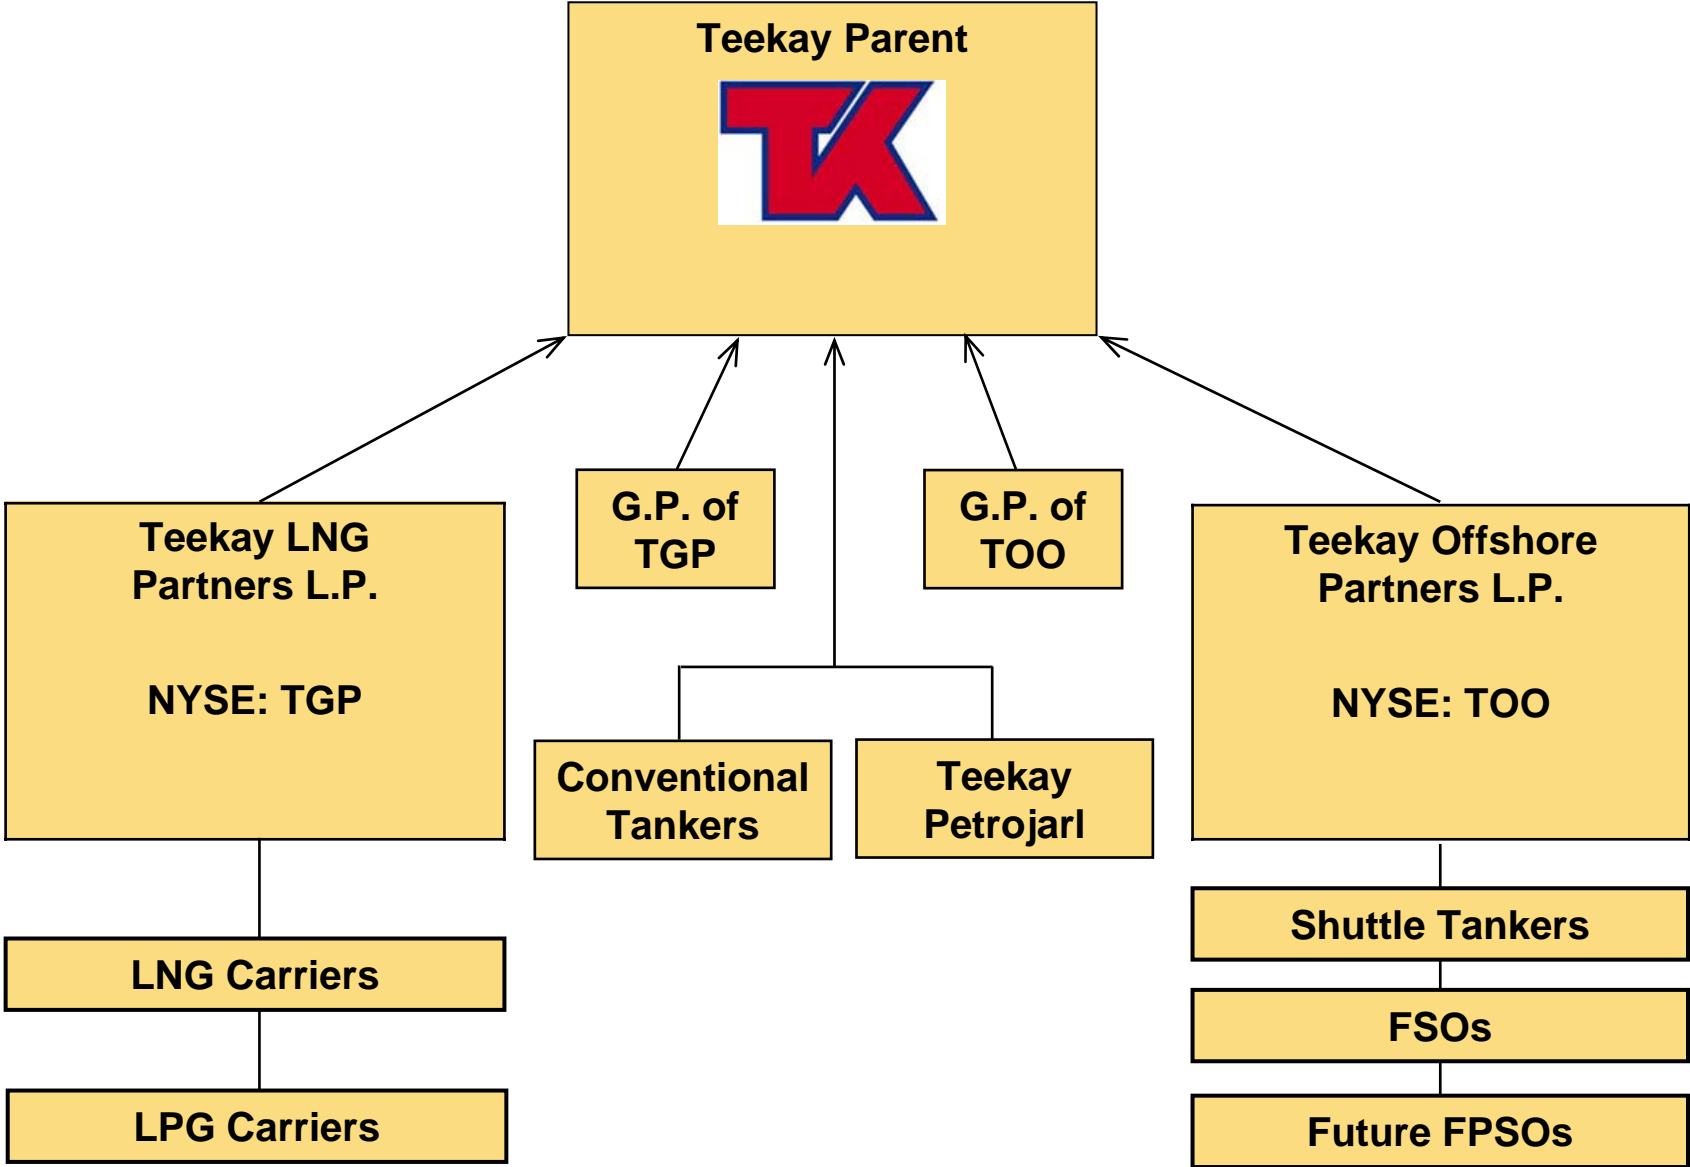 Teekay Parent
TK
G.P. of
TGP
G.P. of
TOO
Teekay LNG
Partners L.P.
NYSE: TGP
Teekay Offshore
Partners L.P.
NYSE: TOO
Conventional
Tankers
Teekay
Petrojarl
LNG Carriers
LPG Carriers
Shuttle Tankers
FSOs
Future FPSOs